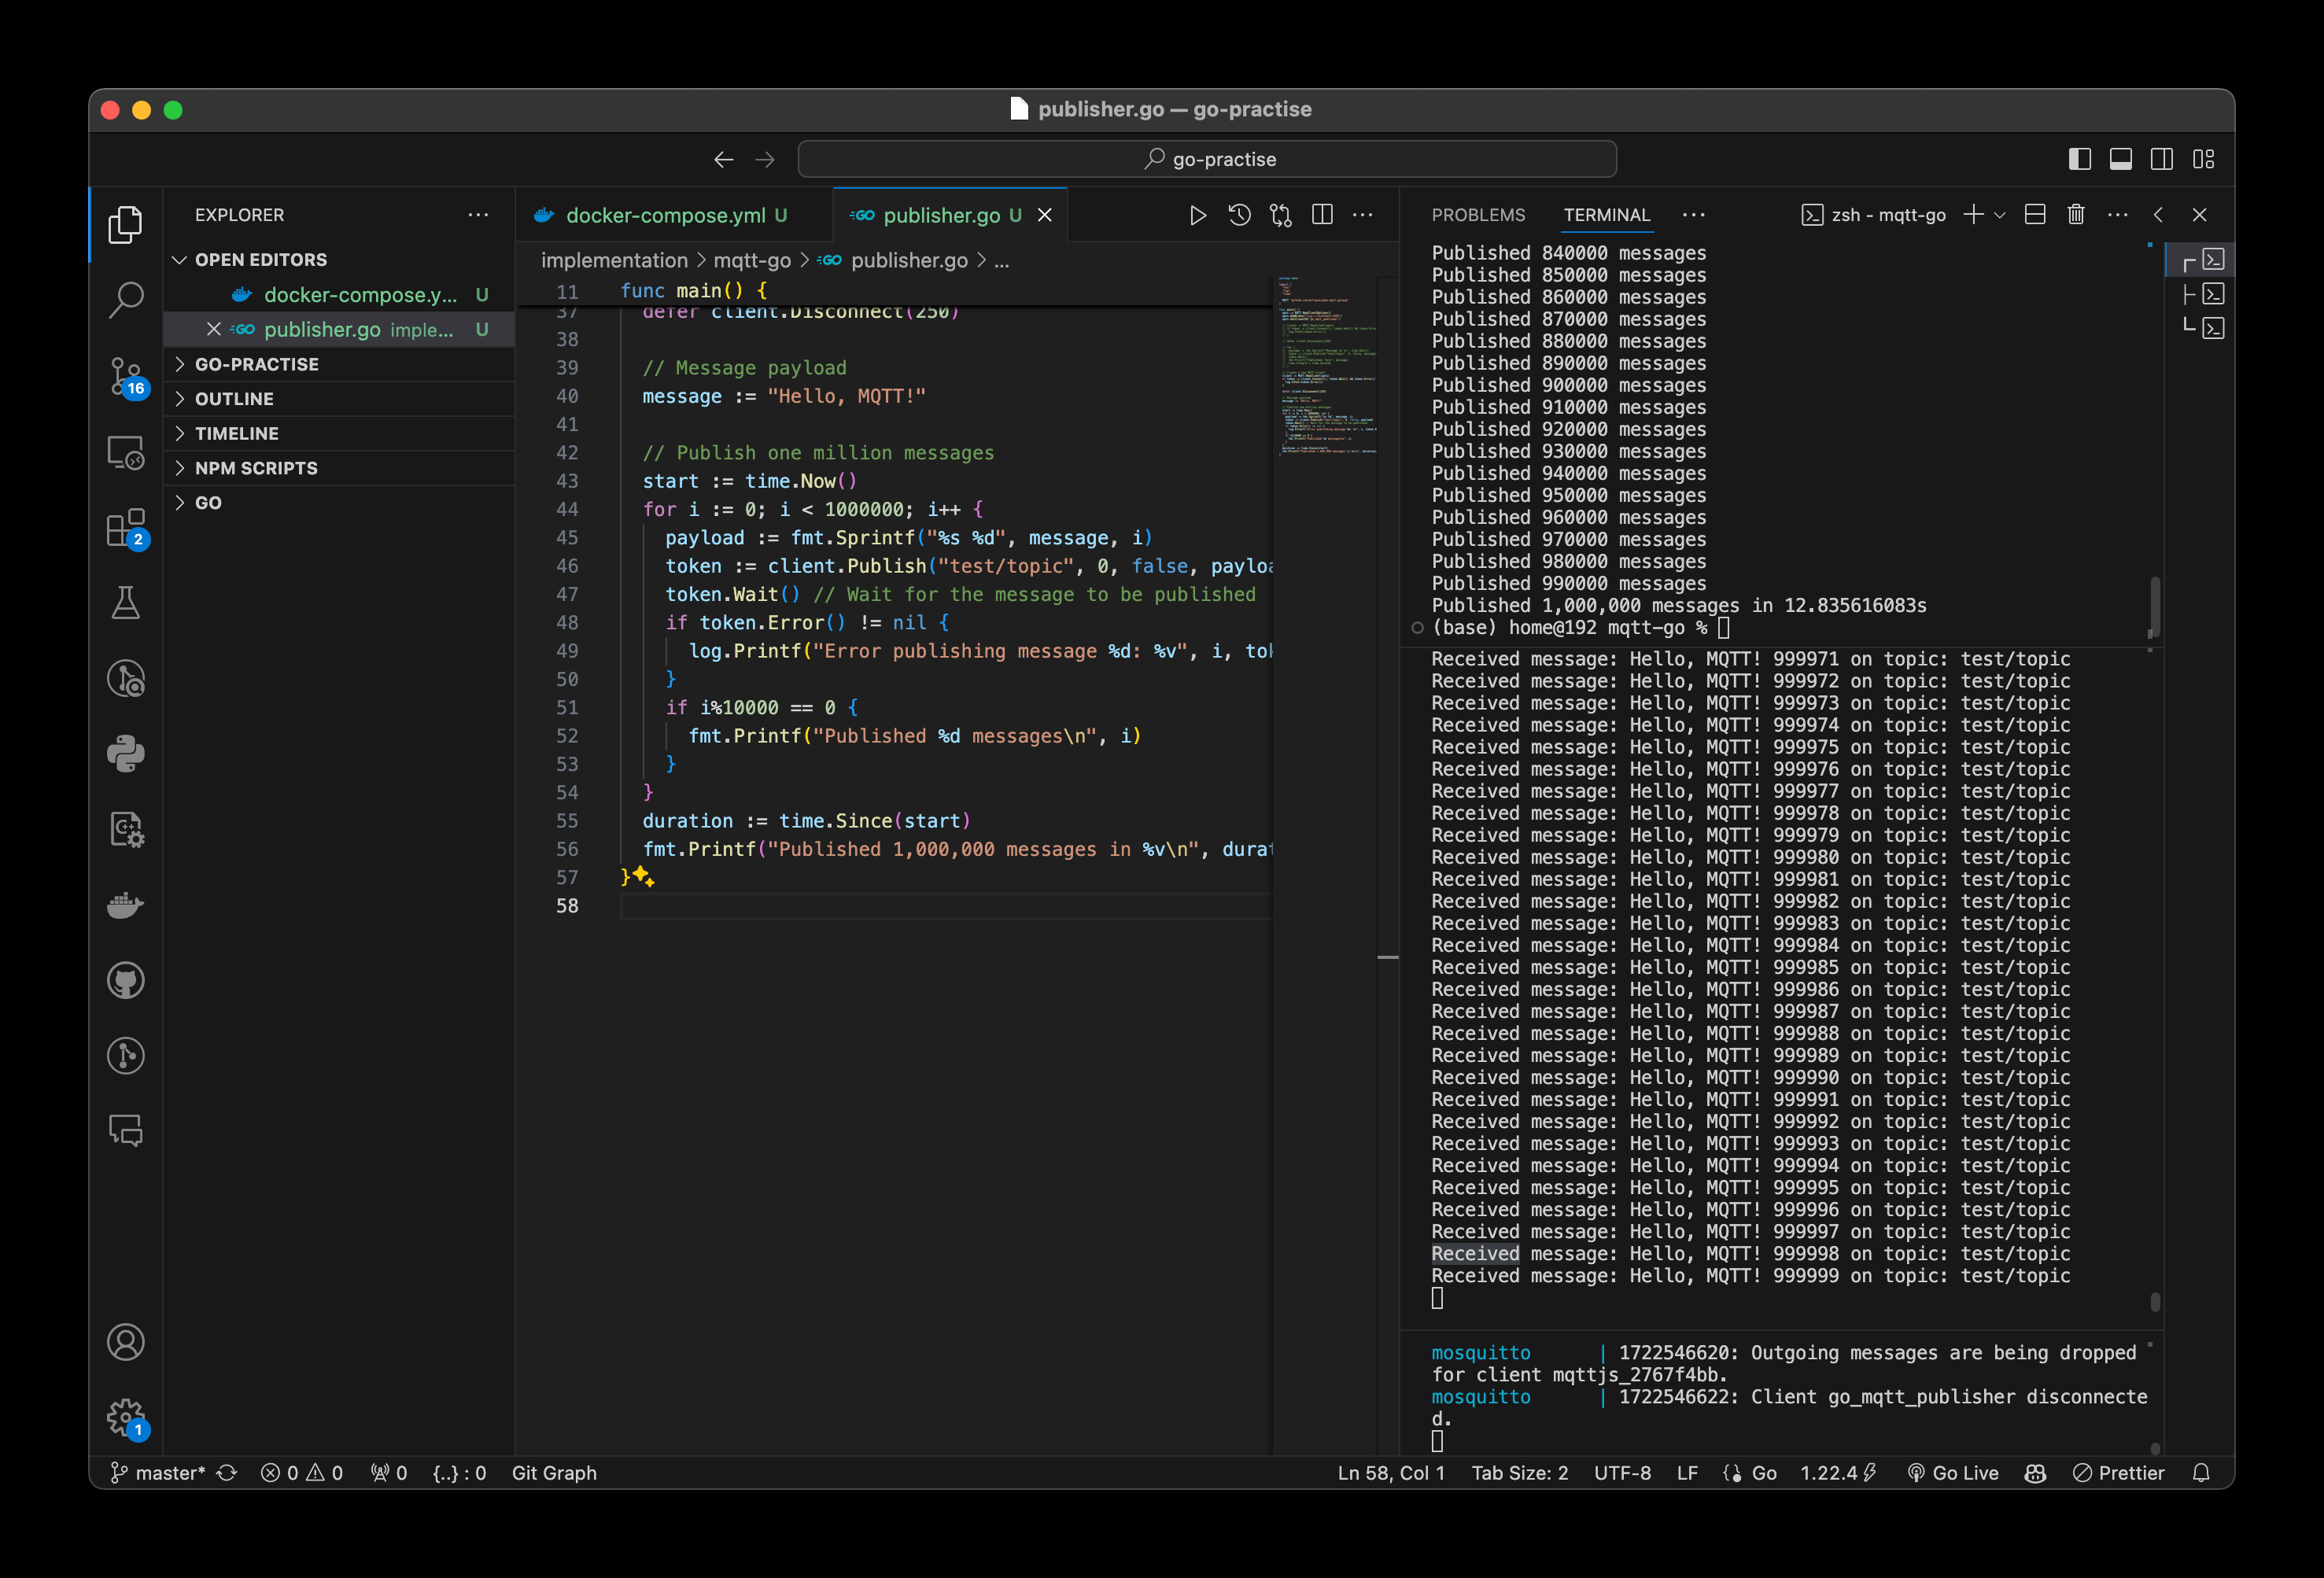 publisher.go — go-practise
go-practise
EXPLORER
OPEN EDITORS
docker-compose.y... U
publisher.go imple... U
GO-PRACTISE
OUTLINE
TIMELINE
NPM SCRIPTS
GO
16
2
1
docker-compose.yml U
GO publisher.go U
implementation > mqtt-go > GO publisher.go > ...
11 func main() {
37 defer client.Disconnect(250)
38
39 // Message payload
40 message := "Hello, MQTT!"
41
42 // Publish one million messages
43 start := time.Now()
44 for i := 0; i < 1000000; i++ {
45 payload := fmt.Sprintf("%s %d", message, i)
46 token := client.Publish("test/topic", 0, false, payloa
47 token.Wait() // Wait for the message to be published
48 if token.Error() != nil {
49 log.Printf("Error publishing message %d: %v", i, tok
50 }
51 if i%10000 == 0 {
52 fmt.Printf("Published %d messages\n", i)
53 }
54 }
55 duration := time.Since(start)
56 fmt.Printf("Published 1,000,000 messages in %v\n", durat
57 }
58
PROBLEMS TERMINAL
zsh - mqtt-go
Published 840000 messages
Published 850000 messages
Published 860000 messages
Published 870000 messages
Published 880000 messages
Published 890000 messages
Published 900000 messages
Published 910000 messages
Published 920000 messages
Published 930000 messages
Published 940000 messages
Published 950000 messages
Published 960000 messages
Published 970000 messages
Published 980000 messages
Published 990000 messages
Published 1,000,000 messages in 12.835616083s
(base) home@192 mqtt-go %
Received message: Hello, MQTT! 999971 on topic: test/topic
Received message: Hello, MQTT! 999972 on topic: test/topic
Received message: Hello, MQTT! 999973 on topic: test/topic
Received message: Hello, MQTT! 999974 on topic: test/topic
Received message: Hello, MQTT! 999975 on topic: test/topic
Received message: Hello, MQTT! 999976 on topic: test/topic
Received message: Hello, MQTT! 999977 on topic: test/topic
Received message: Hello, MQTT! 999978 on topic: test/topic
Received message: Hello, MQTT! 999979 on topic: test/topic
Received message: Hello, MQTT! 999980 on topic: test/topic
Received message: Hello, MQTT! 999981 on topic: test/topic
Received message: Hello, MQTT! 999982 on topic: test/topic
Received message: Hello, MQTT! 999983 on topic: test/topic
Received message: Hello, MQTT! 999984 on topic: test/topic
Received message: Hello, MQTT! 999985 on topic: test/topic
Received message: Hello, MQTT! 999986 on topic: test/topic
Received message: Hello, MQTT! 999987 on topic: test/topic
Received message: Hello, MQTT! 999988 on topic: test/topic
Received message: Hello, MQTT! 999989 on topic: test/topic
Received message: Hello, MQTT! 999990 on topic: test/topic
Received message: Hello, MQTT! 999991 on topic: test/topic
Received message: Hello, MQTT! 999992 on topic: test/topic
Received message: Hello, MQTT! 999993 on topic: test/topic
Received message: Hello, MQTT! 999994 on topic: test/topic
Received message: Hello, MQTT! 999995 on topic: test/topic
Received message: Hello, MQTT! 999996 on topic: test/topic
Received message: Hello, MQTT! 999997 on topic: test/topic
Received message: Hello, MQTT! 999998 on topic: test/topic
Received message: Hello, MQTT! 999999 on topic: test/topic
mosquitto | 1722546620: Outgoing messages are being dropped
for client mqttjs_2767f4bb.
mosquitto | 1722546622: Client go_mqtt_publisher disconnecte
d.
master* 0 0 0 {..} : 0 Git Graph
Ln 58, Col 1 Tab Size: 2 UTF-8 LF Go 1.22.4 Go Live Prettier